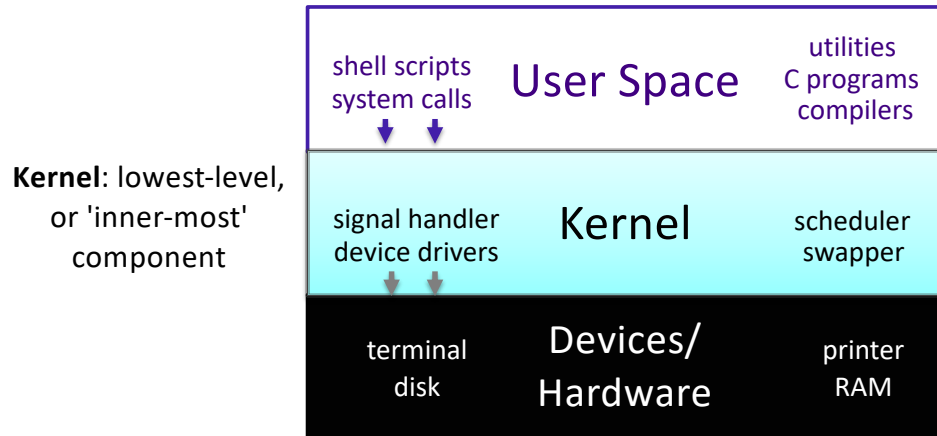 shell scripts
system calls
User Space
utilities
C programs
compilers
Kernel: lowest-level,
or 'inner-most'
component
signal handler
device drivers
Kernel
scheduler
swapper
terminal
disk
Devices/
Hardware
printer
RAM